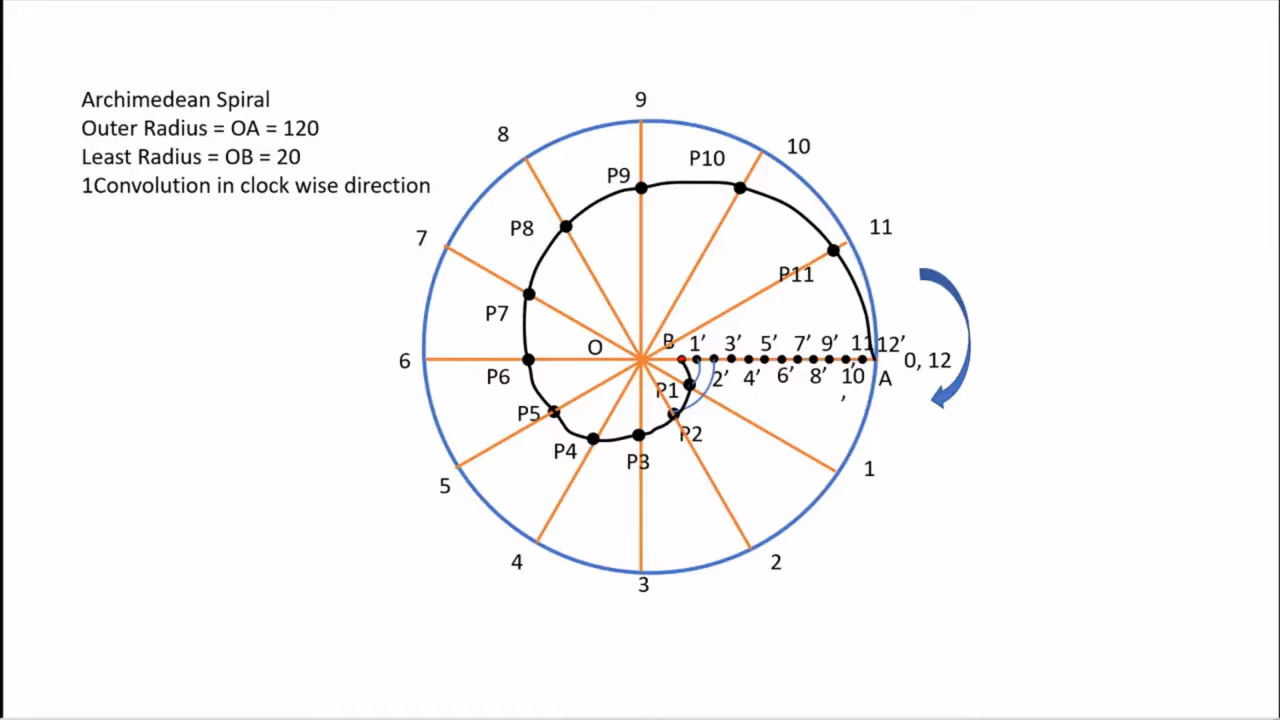 Archimedean Spiral
Outer Radius = OA = 120
Least Radius = OB = 20
1Convolution in clock wise direction
9
8
10
P10
P9
7
P8
11
P11
P7
O
B
1’
3’
5’
7’
9’
11’
12’
6
0, 12
P6
P1
2’
4’
6’
8’
10’
A
P5
P2
P4
P3
1
5
4
2
3